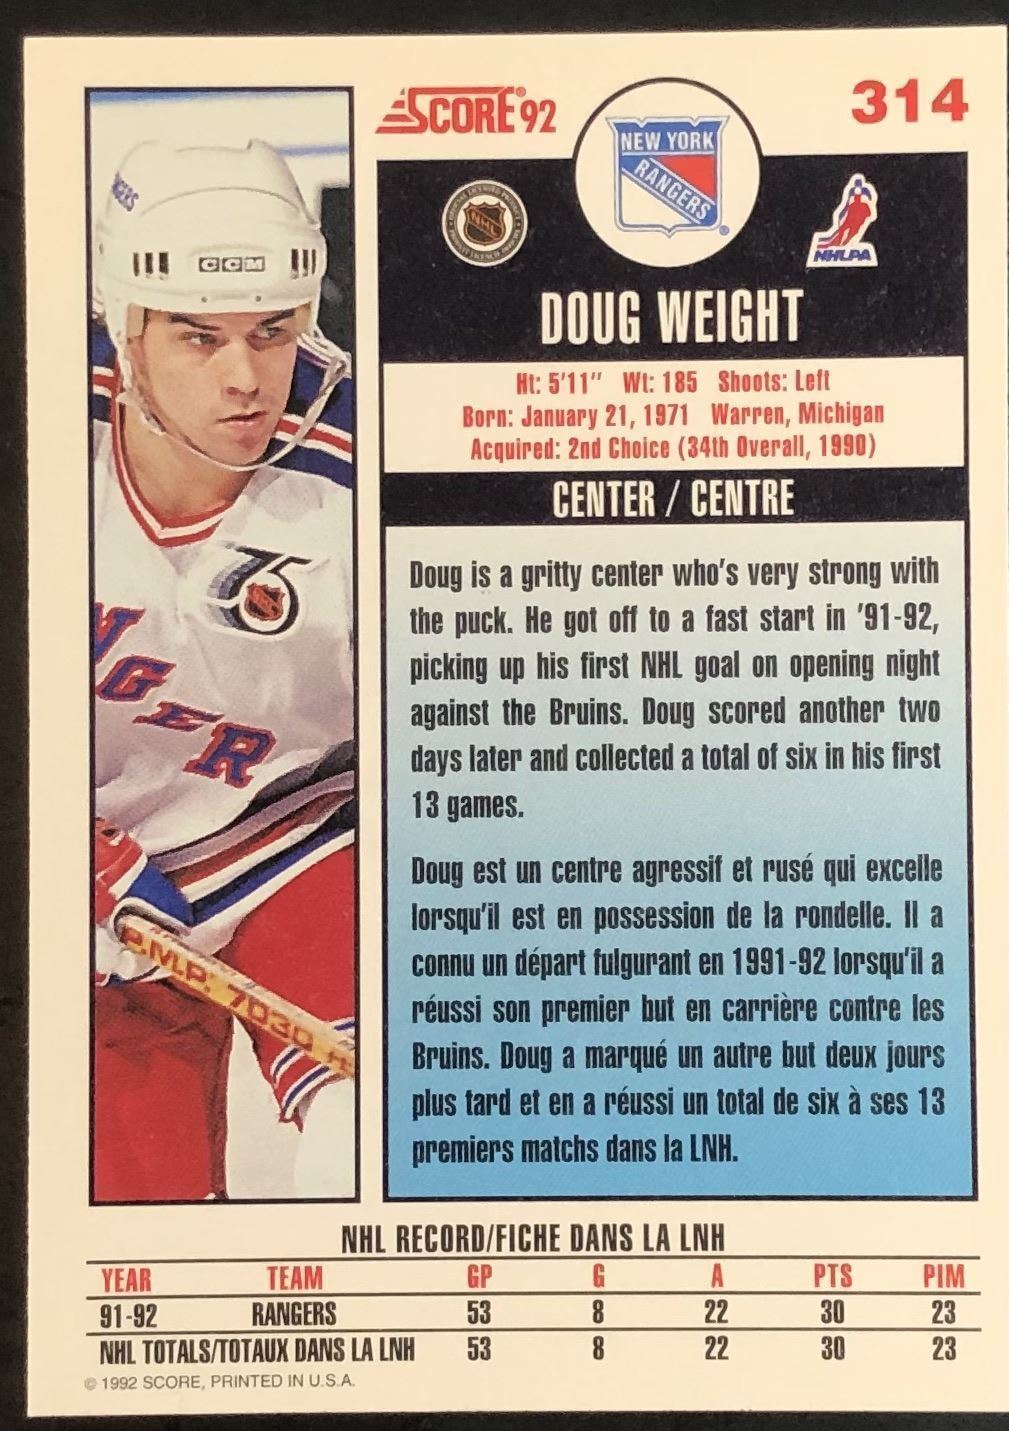 SCORE® 92
314
NEW YORK
RANGERS
NHL
NHLPA
DOUG WEIGHT
Ht: 5'11" Wt: 185 Shoots: Left
Born: January 21, 1971 Warren, Michigan
Acquired: 2nd Choice (34th Overall, 1990)
CENTER / CENTRE
Doug is a gritty center who's very strong with
the puck. He got off to a fast start in '91-92,
picking up his first NHL goal on opening night
against the Bruins. Doug scored another two
days later and collected a total of six in his first
13 games.
Doug est un centre agressif et rusé qui excelle
lorsqu'il est en possession de la rondelle. Il a
connu un départ fulgurant en 1991-92 lorsqu'il a
réussi son premier but en carrière contre les
Bruins. Doug a marqué un autre but deux jours
plus tard et en a réussi un total de six à ses 13
premiers matchs dans la LNH.
CCM
75
NHL
NGER
P.M.P. 7030
NHL RECORD/FICHE DANS LA LNH
YEAR TEAM GP G A PTS PIM
91-92 RANGERS 53 8 22 30 23
NHL TOTALS/TOTAUX DANS LA LNH 53 8 22 30 23
© 1992 SCORE, PRINTED IN U.S.A.